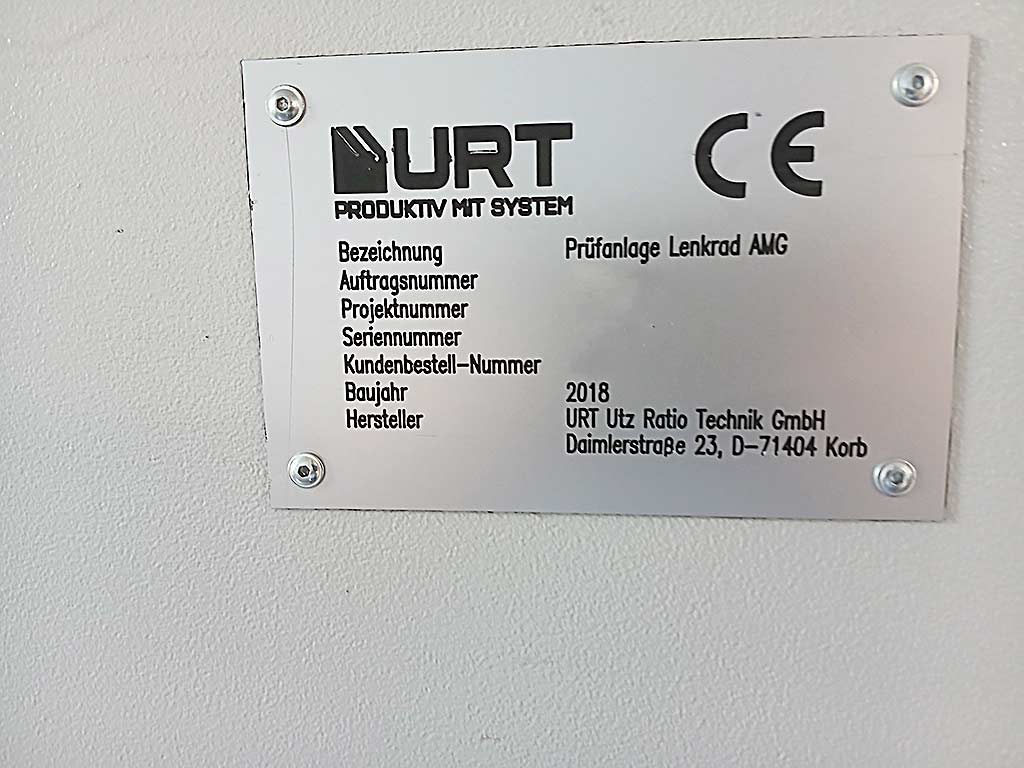 URT
CE
PRODUKTIV MIT SYSTEM
Bezeichnung Prüfanlage Lenkrad AMG
Auftragsnummer
Projektnummer
Seriennummer
Kundenbestell-Nummer
Baujahr 2018
Hersteller URT Utz Ratio Technik GmbH
Daimlerstraße 23, D-71404 Korb